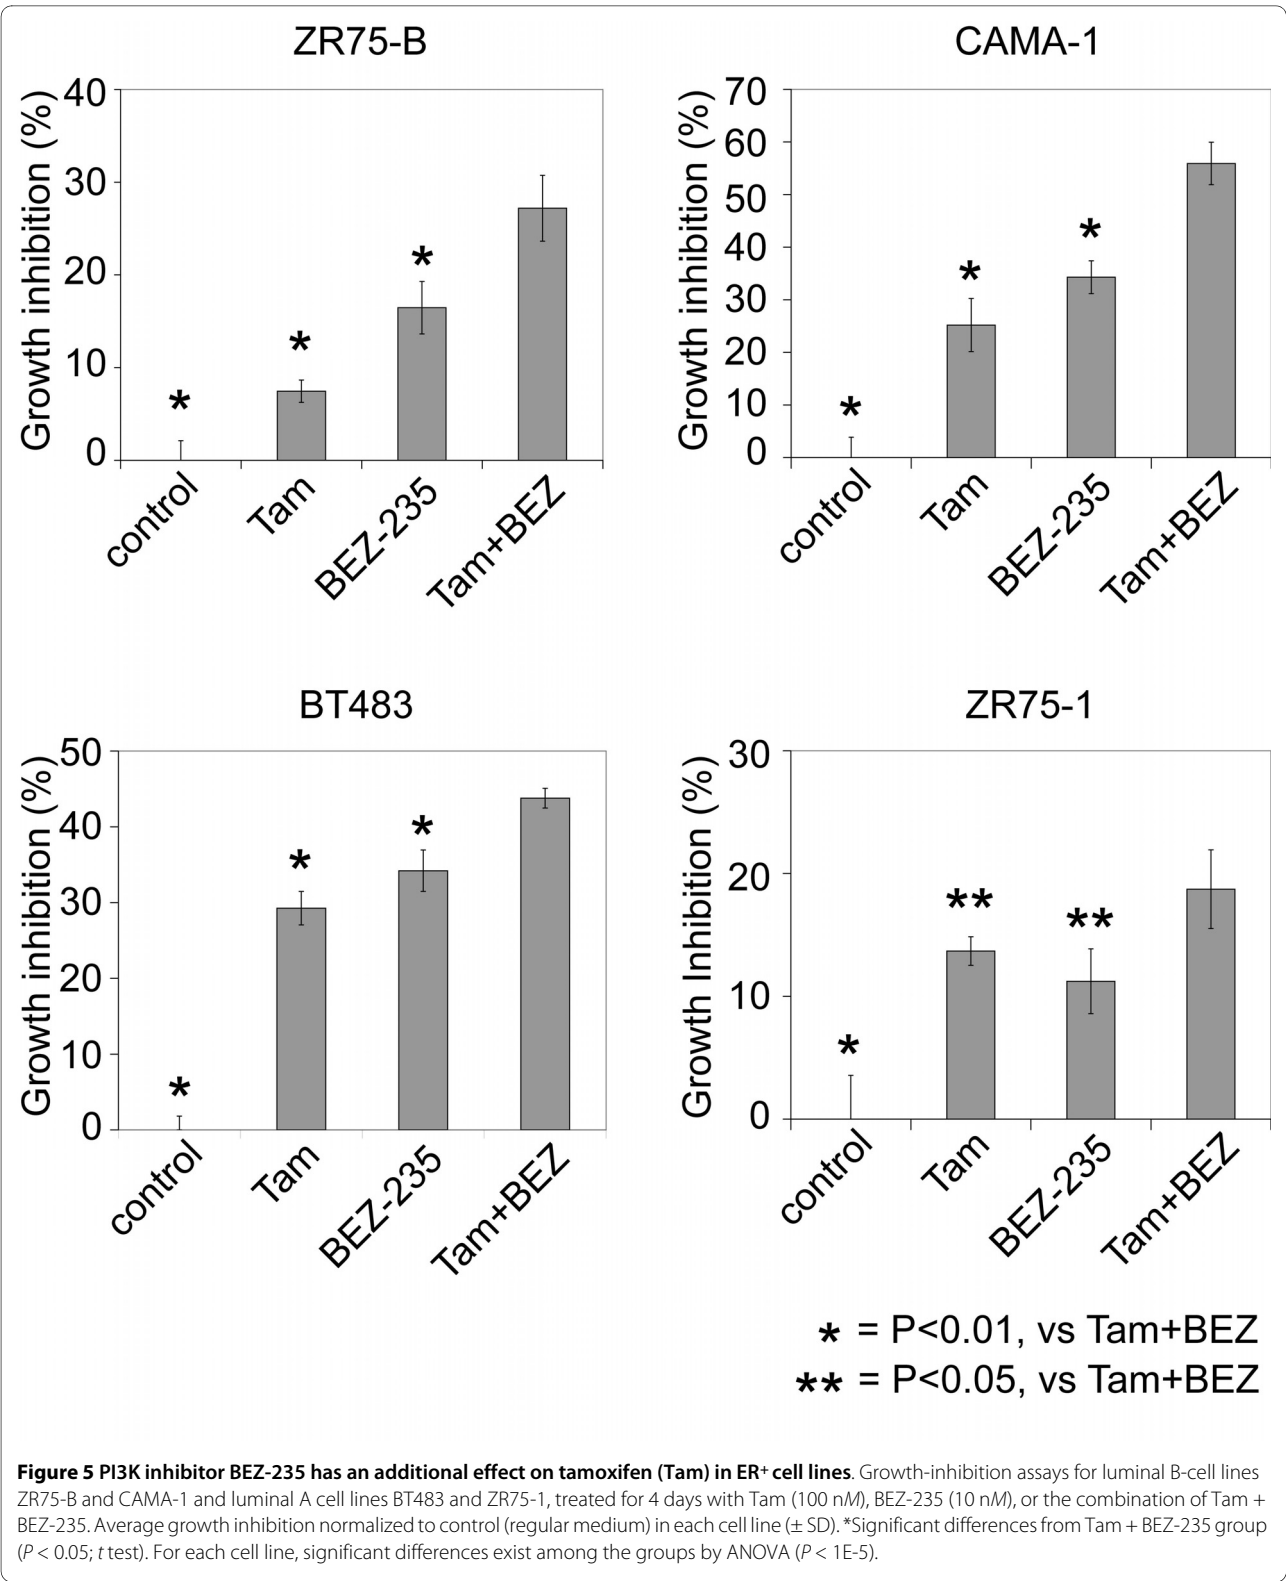 ZR75-B
Growth inhibition (%)
40
30
20
10
0
*
*
*
control
Tam
BEZ-235
Tam+BEZ
CAMA-1
Growth inhibition (%)
70
60
50
40
30
20
10
0
*
*
*
control
Tam
BEZ-235
Tam+BEZ
BT483
Growth inhibition (%)
50
40
30
20
10
0
*
*
*
control
Tam
BEZ-235
Tam+BEZ
ZR75-1
Growth Inhibition (%)
30
20
10
0
*
**
**
control
Tam
BEZ-235
Tam+BEZ
* = P<0.01, vs Tam+BEZ
** = P<0.05, vs Tam+BEZ
Figure 5 PI3K inhibitor BEZ-235 has an additional effect on tamoxifen (Tam) in ER+ cell lines. Growth-inhibition assays for luminal B-cell lines
ZR75-B and CAMA-1 and luminal A cell lines BT483 and ZR75-1, treated for 4 days with Tam (100 nM), BEZ-235 (10 nM), or the combination of Tam +
BEZ-235. Average growth inhibition normalized to control (regular medium) in each cell line (± SD). *Significant differences from Tam + BEZ-235 group
(P < 0.05; t test). For each cell line, significant differences exist among the groups by ANOVA (P < 1E-5).